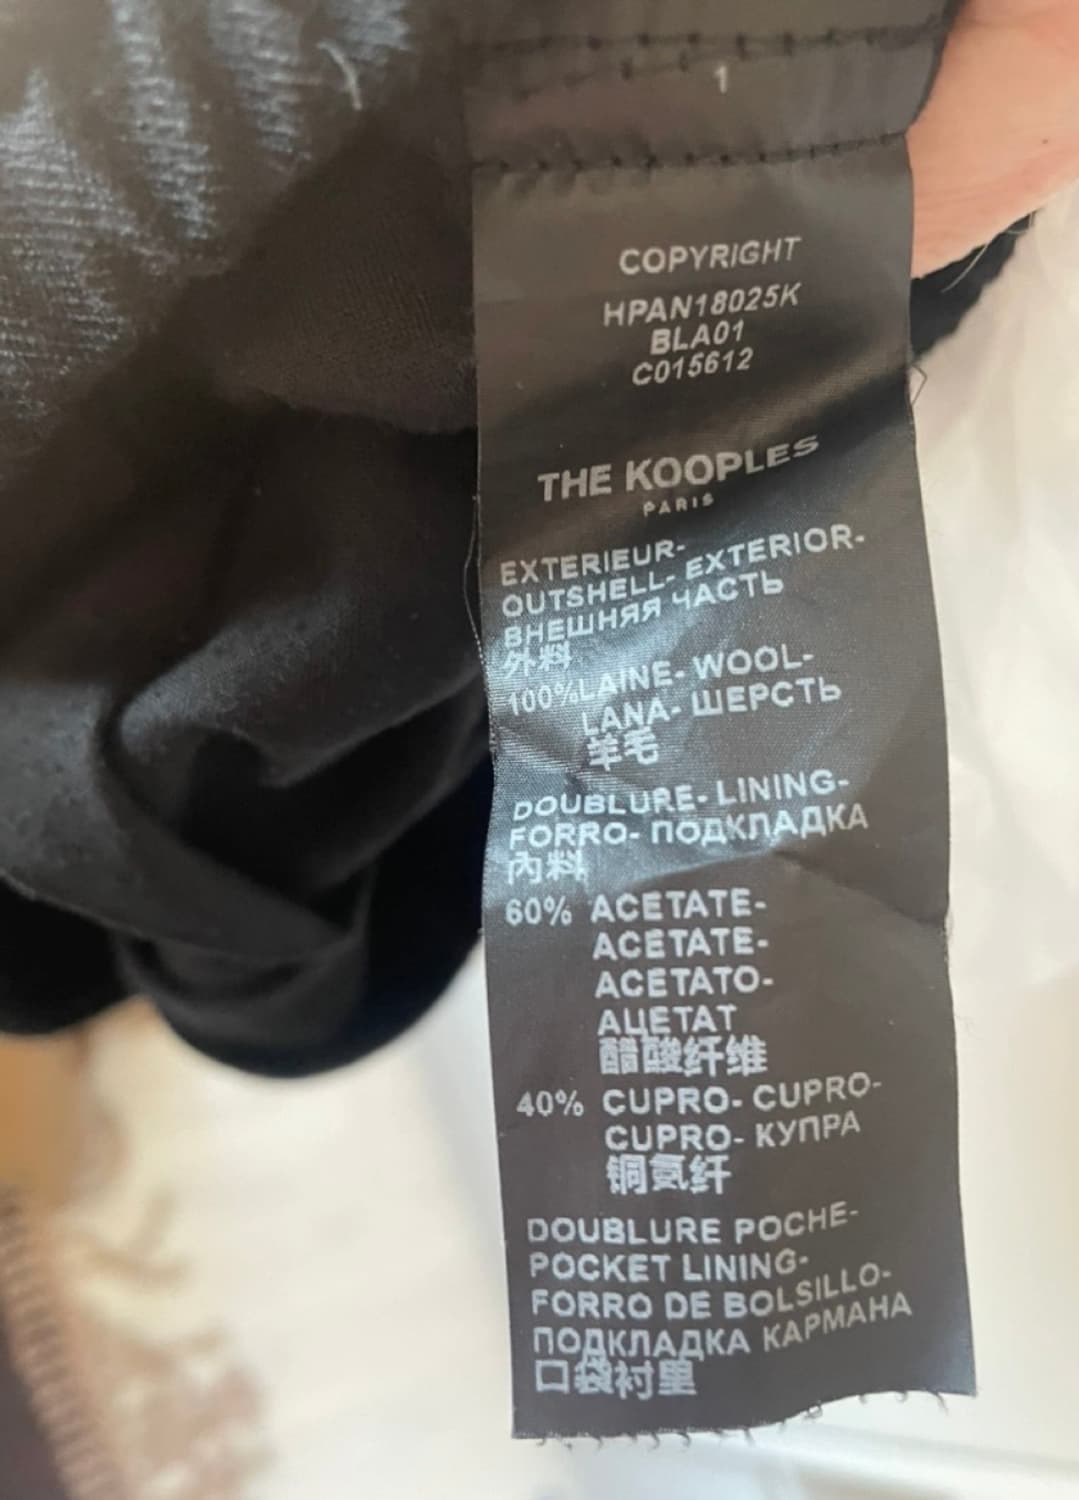 1
COPYRIGHT
HPAN18025K
BLA01
C015612
THE KOOPLES
PARIS
EXTERIEUR-
OUTSHELL- EXTERIOR-
ВНЕШНЯЯ ЧАСТЬ
外料
100%LAINE- WOOL-
LANA- ШЕРСТЬ
羊毛
DOUBLURE- LINING-
FORRO- ПОДКЛАДКА
内料
60% ACETATE-
ACETATE-
ACETATO-
АЦЕТАТ
醋酸纤维
40% CUPRO- CUPRO-
CUPRO- КУПРА
铜氨纤
DOUBLURE POCHE-
POCKET LINING-
FORRO DE BOLSILLO-
ПОДКЛАДКА КАРМАНА
口袋衬里